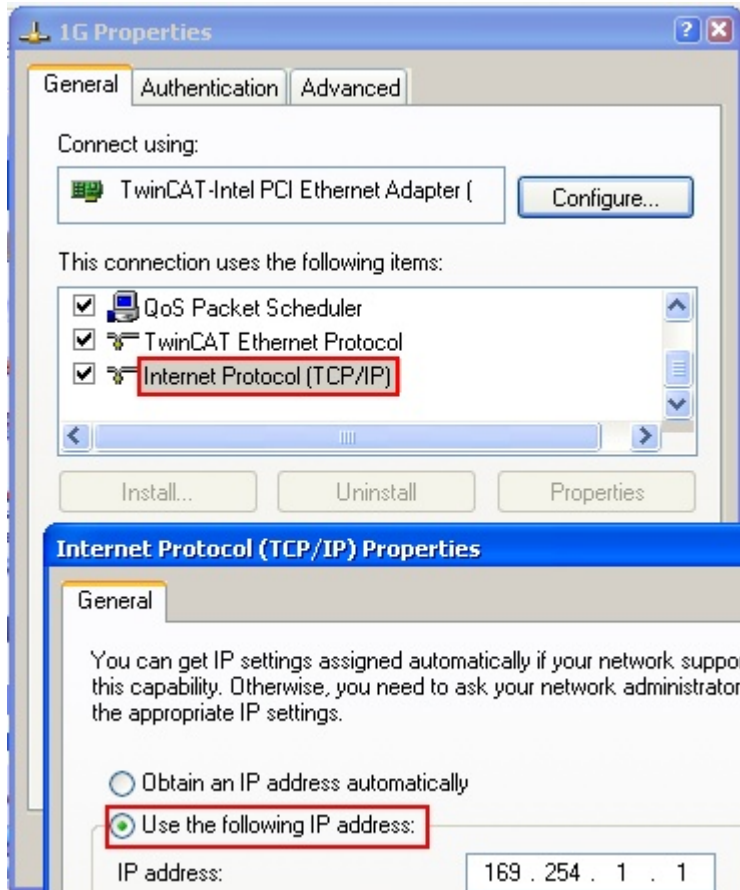 1G Properties
General Authentication Advanced
Connect using:
TwinCAT-Intel PCI Ethernet Adapter (
Configure...
This connection uses the following items:
QoS Packet Scheduler
TwinCAT Ethernet Protocol
Internet Protocol (TCP/IP)
Install... Uninstall Properties
Internet Protocol (TCP/IP) Properties
General
You can get IP settings assigned automatically if your network suppor
this capability. Otherwise, you need to ask your network administrator
the appropriate IP settings.
Obtain an IP address automatically
Use the following IP address:
IP address: 169 . 254 . 1 . 1